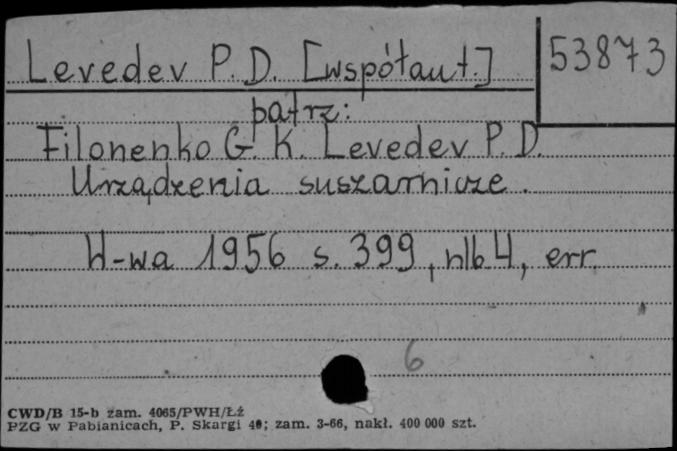 Levedev P. D. [współaut.]
53873
patrz:
Filonenko G. K. Levedev P. D.
Urządzenia suszarnicze.
W-wa 1956 s. 399, nlb 4, err.
6
CWD/B 15-b zam. 4065/PWH/Łż
PZG w Pabianicach, P. Skargi 40; zam. 3-66, nakł. 400 000 szt.